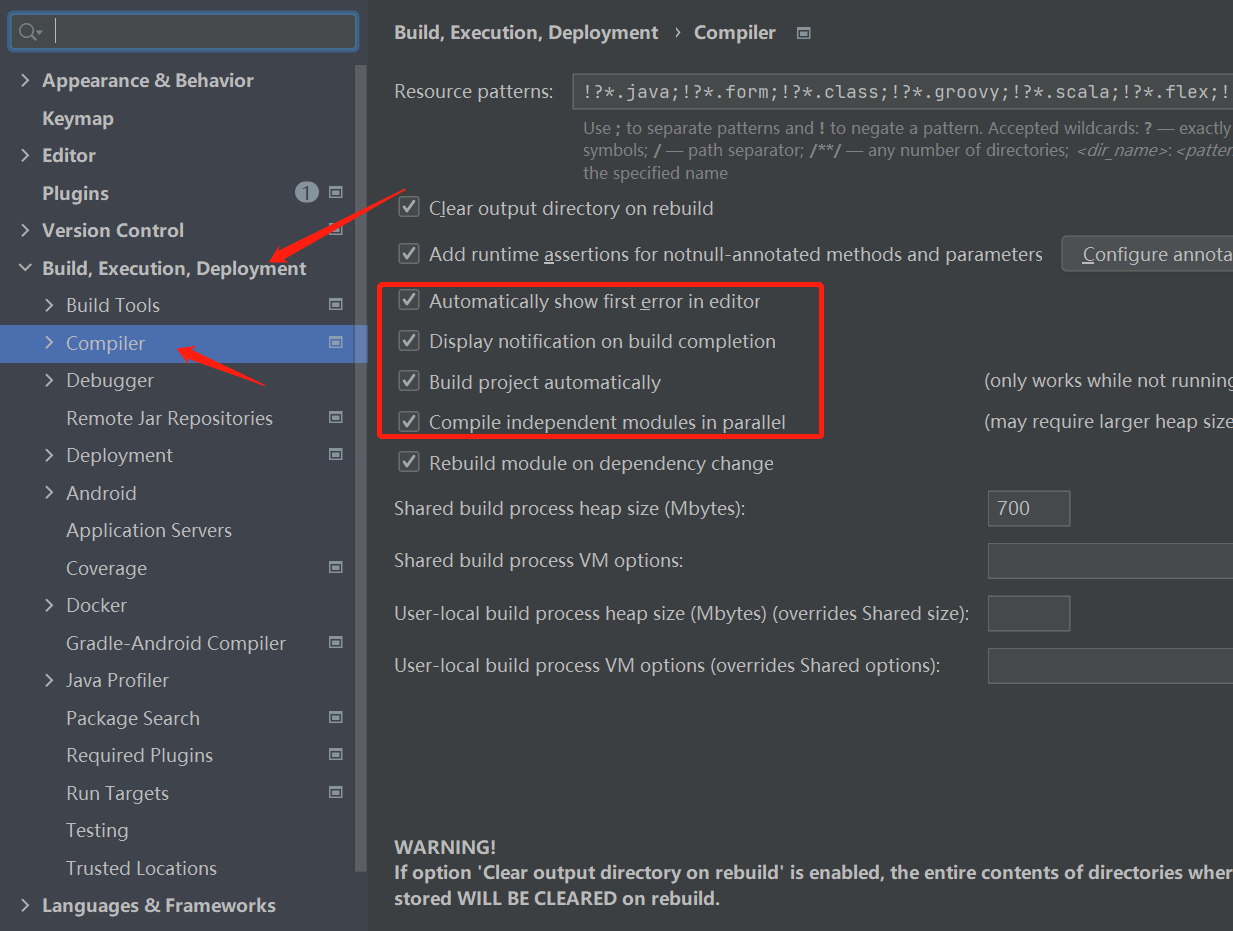 Build, Execution, Deployment › Compiler
Appearance & Behavior
Keymap
Editor
Plugins 1
Version Control
Build, Execution, Deployment
Build Tools
Compiler
Debugger
Remote Jar Repositories
Deployment
Android
Application Servers
Coverage
Docker
Gradle-Android Compiler
Java Profiler
Package Search
Required Plugins
Run Targets
Testing
Trusted Locations
Languages & Frameworks
Resource patterns: !?*.java;!?*.form;!?*.class;!?*.groovy;!?*.scala;!?*.flex;!
Use ; to separate patterns and ! to negate a pattern. Accepted wildcards: ? — exactly
symbols; / — path separator; /**/ — any number of directories; <dir_name>: <patter
the specified name
Clear output directory on rebuild
Add runtime assertions for notnull-annotated methods and parameters Configure annota
Automatically show first error in editor
Display notification on build completion
Build project automatically (only works while not running
Compile independent modules in parallel (may require larger heap size
Rebuild module on dependency change
Shared build process heap size (Mbytes): 700
Shared build process VM options:
User-local build process heap size (Mbytes) (overrides Shared size):
User-local build process VM options (overrides Shared options):
WARNING!
If option 'Clear output directory on rebuild' is enabled, the entire contents of directories wher
stored WILL BE CLEARED on rebuild.